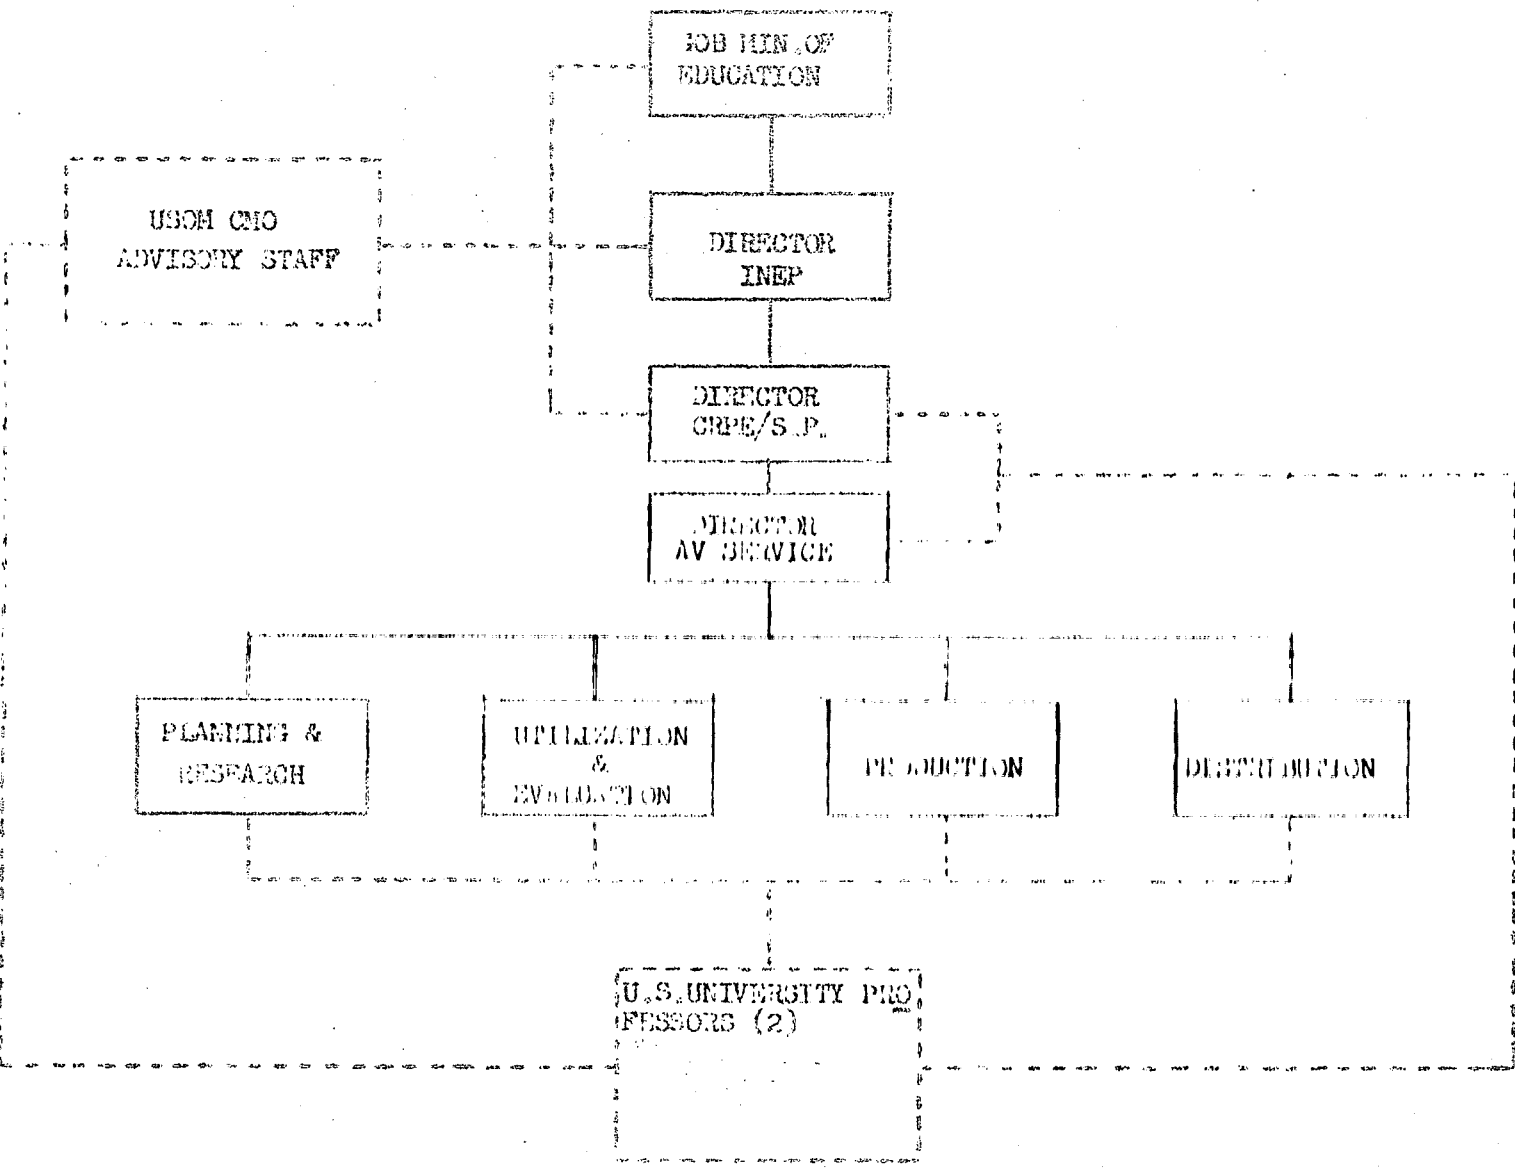 MIN. OF
EDUCATION
USOM CMO
ADVISORY STAFF
DIRECTOR
INEP
DIRECTOR
CRPE/S.P.
DIRECTOR
AV SERVICE
PLANNING &
RESEARCH
UTILIZATION
&
EVALUATION
PRODUCTION
DISTRIBUTION
U.S.UNIVERSITY PRO
FESSORS (2)